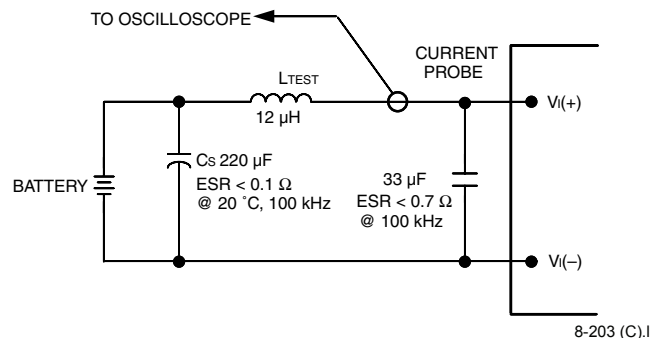 TO OSCILLOSCOPE
CURRENT
PROBE
LTEST
12 µH
VI(+)
CS 220 µF
ESR < 0.1 Ω
@ 20 ˚C, 100 kHz
BATTERY
33 µF
ESR < 0.7 Ω
@ 100 kHz
VI(–)
8-203 (C).l